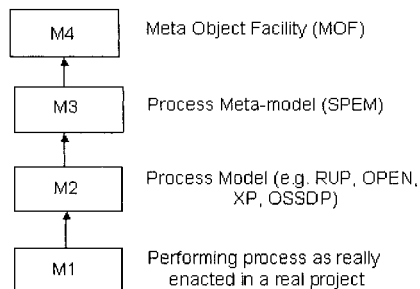 M4
Meta Object Facility (MOF)
M3
Process Meta-model (SPEM)
M2
Process Model (e.g. RUP, OPEN,
XP, OSSDP)
M1
Performing process as really
enacted in a real project